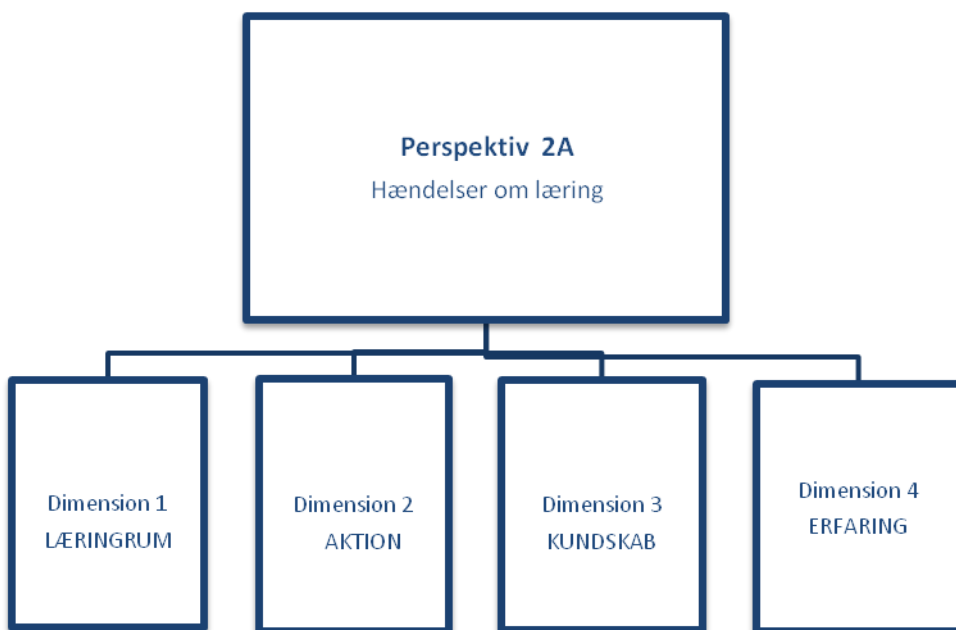 Perspektiv 2A
Hændelser om læring
Dimension 1
LÆRINGRUM
Dimension 2
AKTION
Dimension 3
KUNDSKAB
Dimension 4
ERFARING